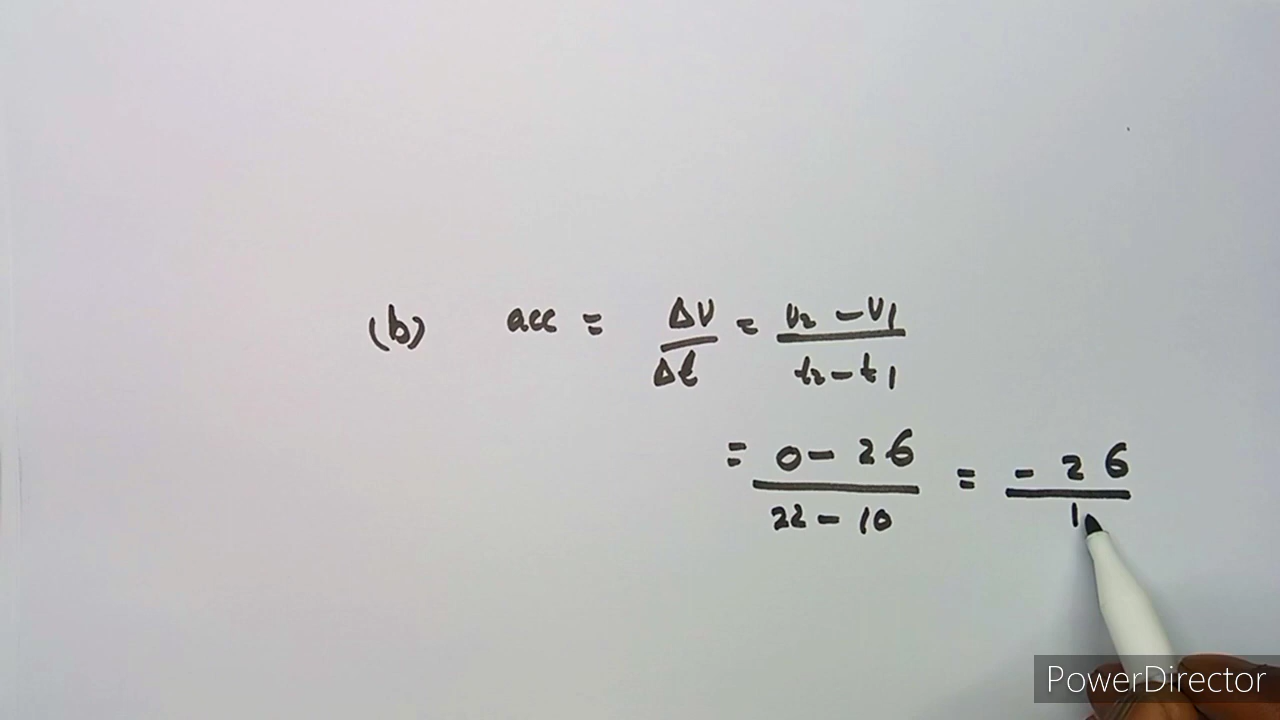 (b) acc = ΔV/Δt = V₂ - V₁/t₂ - t₁
= 0 - 26/22 - 10 = - 26/1
PowerDirector